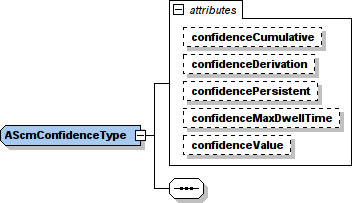 attributes
confidenceCumulative
confidenceDerivation
confidencePersistent
confidenceMaxDwellTime
confidenceValue
AScmConfidenceType